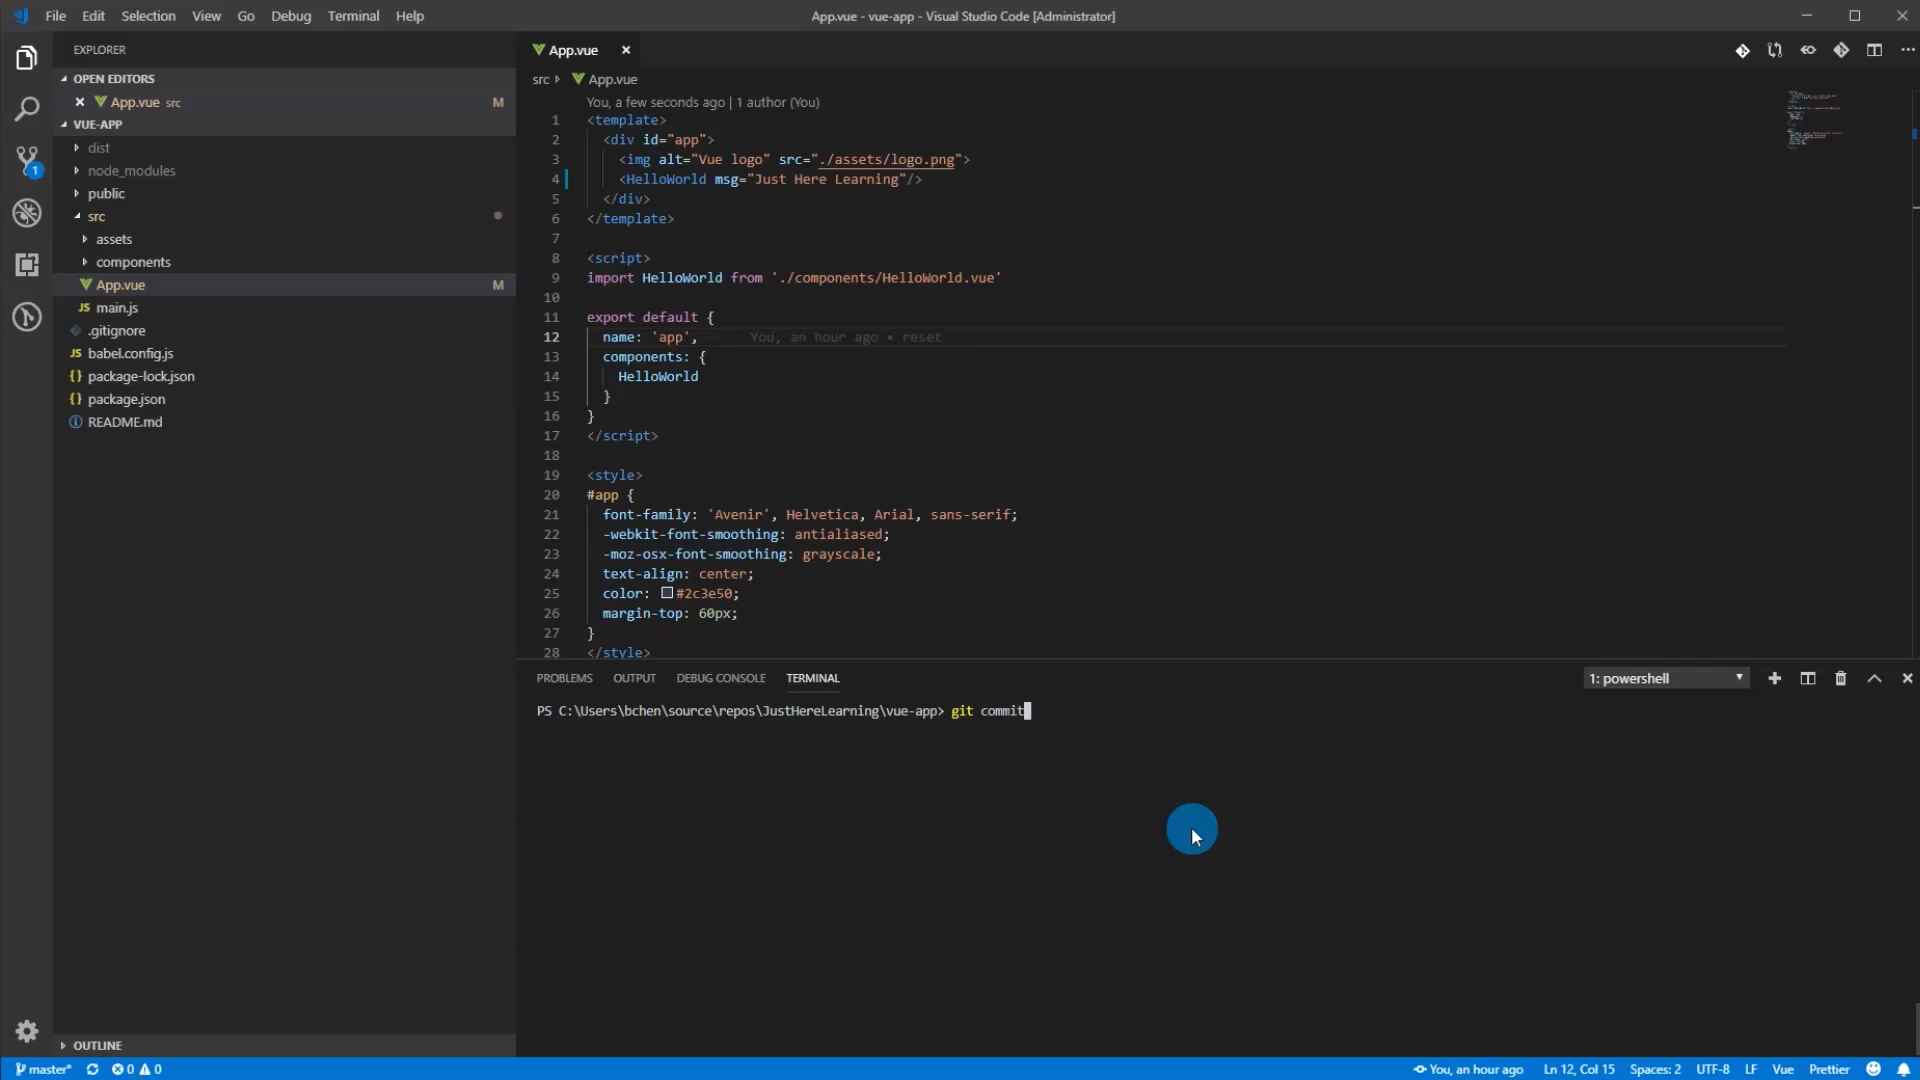 File Edit Selection View Go Debug Terminal Help
App.vue - vue-app - Visual Studio Code [Administrator]
EXPLORER
OPEN EDITORS
App.vue src M
VUE-APP
dist
node_modules
public
src
assets
components
App.vue M
JS main.js
.gitignore
JS babel.config.js
{} package-lock.json
{} package.json
README.md
OUTLINE
1
App.vue
src App.vue
You, a few seconds ago | 1 author (You)
1 <template>
2 <div id="app">
3 <img alt="Vue logo" src="./assets/logo.png">
4 <HelloWorld msg="Just Here Learning"/>
5 </div>
6 </template>
7
8 <script>
9 import HelloWorld from './components/HelloWorld.vue'
10
11 export default {
12 name: 'app', You, an hour ago • reset
13 components: {
14 HelloWorld
15 }
16 }
17 </script>
18
19 <style>
20 #app {
21 font-family: 'Avenir', Helvetica, Arial, sans-serif;
22 -webkit-font-smoothing: antialiased;
23 -moz-osx-font-smoothing: grayscale;
24 text-align: center;
25 color: #2c3e50;
26 margin-top: 60px;
27 }
28 </style>
PROBLEMS OUTPUT DEBUG CONSOLE TERMINAL
1: powershell
PS C:\Users\bchen\source\repos\JustHereLearning\vue-app> git commit
master* 0 0
You, an hour ago Ln 12, Col 15 Spaces: 2 UTF-8 LF Vue Prettier